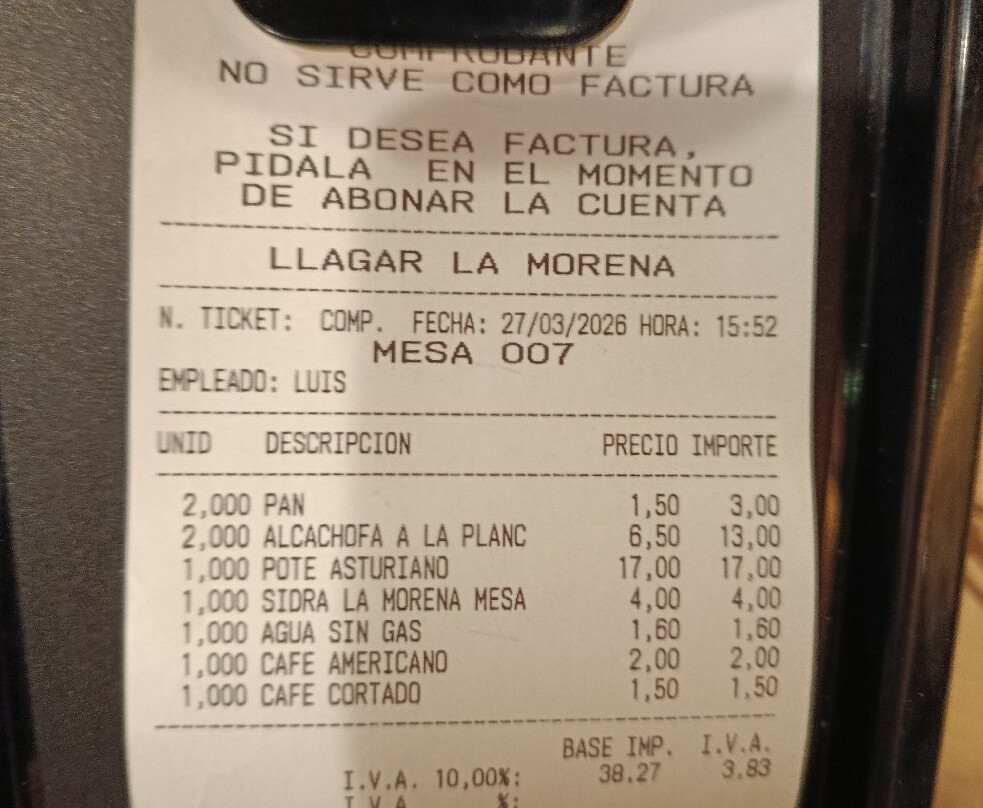 COMPROBANTE
NO SIRVE COMO FACTURA
SI DESEA FACTURA,
PIDALA EN EL MOMENTO
DE ABONAR LA CUENTA
LLAGAR LA MORENA
N. TICKET: COMP. FECHA: 27/03/2026 HORA: 15:52
MESA 007
EMPLEADO: LUIS
UNID DESCRIPCION PRECIO IMPORTE
2,000 PAN 1,50 3,00
2,000 ALCACHOFA A LA PLANC 6,50 13,00
1,000 POTE ASTURIANO 17,00 17,00
1,000 SIDRA LA MORENA MESA 4,00 4,00
1,000 AGUA SIN GAS 1,60 1,60
1,000 CAFE AMERICANO 2,00 2,00
1,000 CAFE CORTADO 1,50 1,50
BASE IMP. I.V.A.
I.V.A. 10,00%: 38.27 3,83
I.V.A. %: